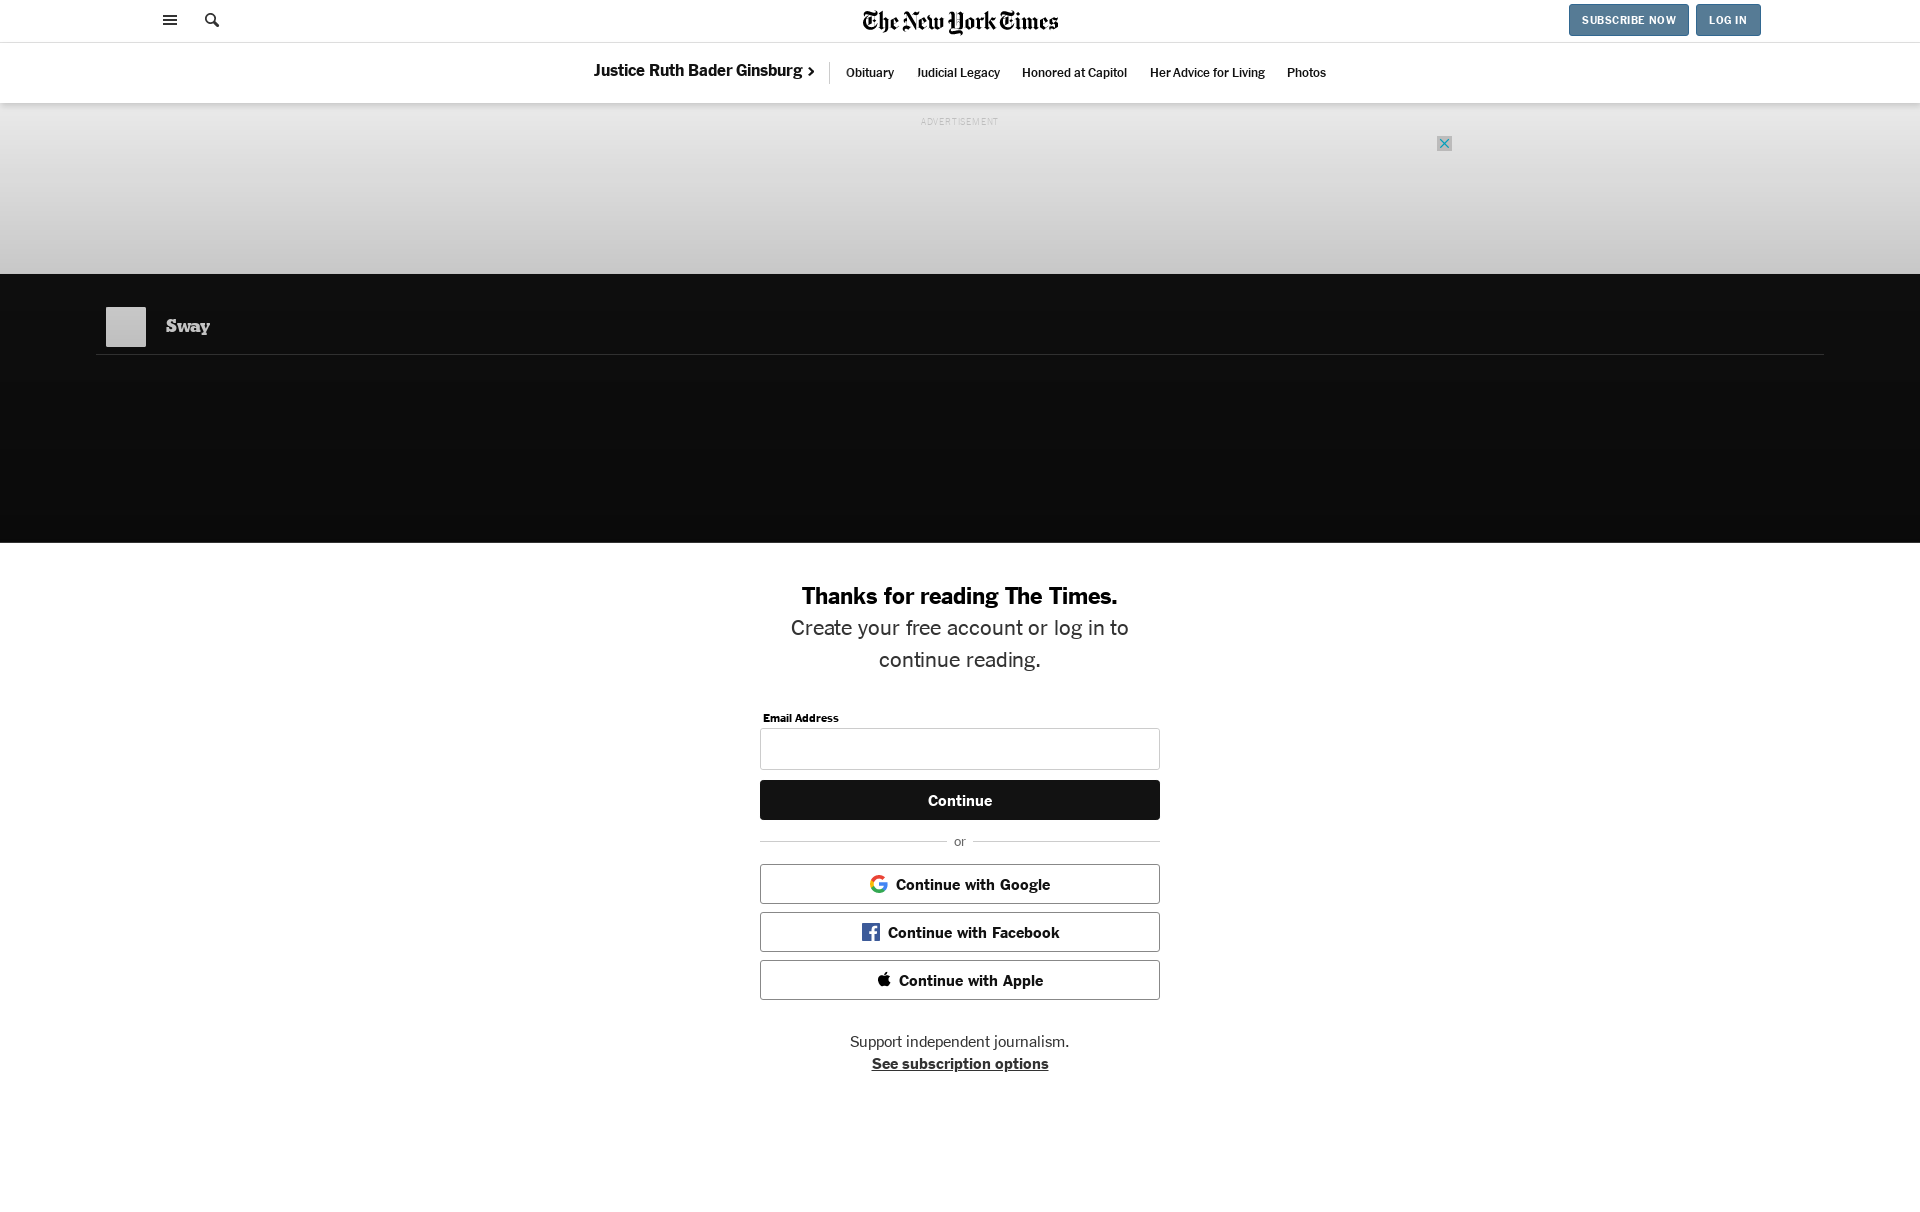 The New York Times
SUBSCRIBE NOW
LOG IN
Justice Ruth Bader Ginsburg
Obituary
Judicial Legacy
Honored at Capitol
Her Advice for Living
Photos
ADVERTISEMENT
Sway
Thanks for reading The Times.
Create your free account or log in to
continue reading.
Email Address
Continue
or
Continue with Google
Continue with Facebook
Continue with Apple
Support independent journalism.
See subscription options